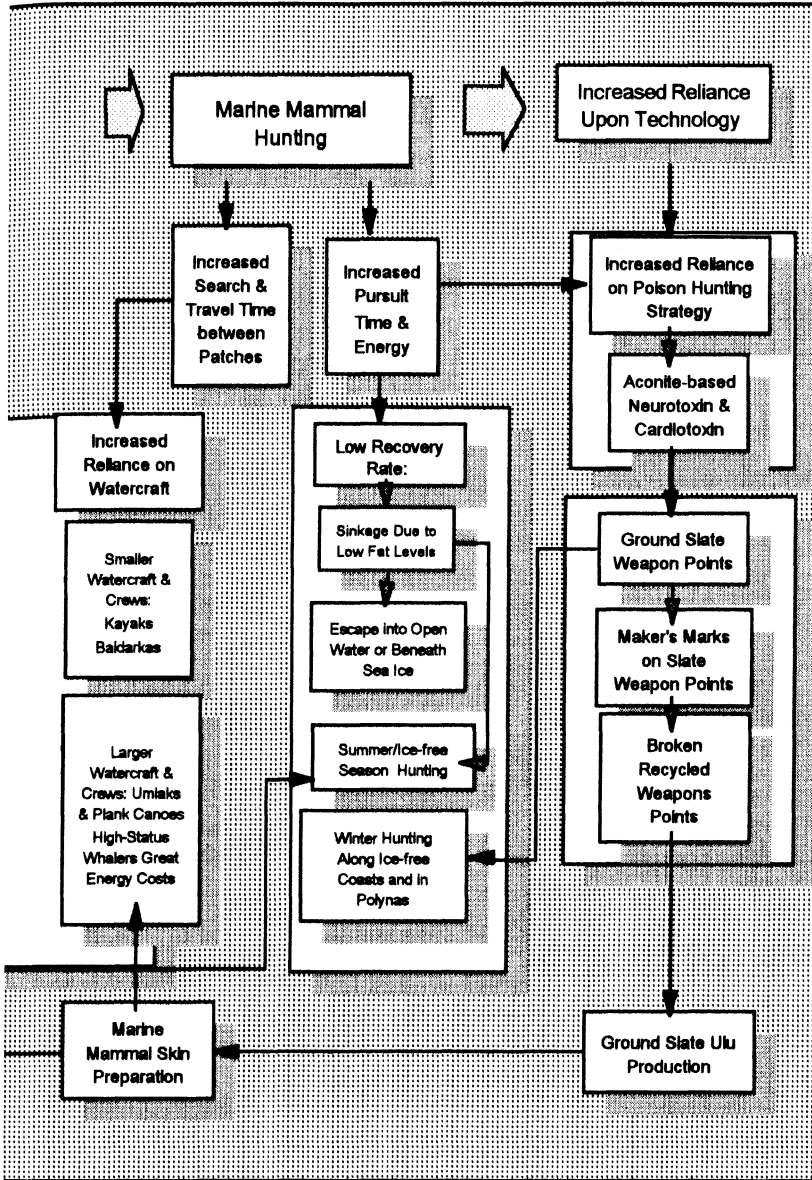 Marine Mammal
Hunting
Increased Reliance
Upon Technology
Increased
Search &
Travel Time
between
Patches
Increased
Pursuit
Time &
Energy
Increased Reliance
on Poison Hunting
Strategy
Aconite-based
Neurotoxin &
Cardiotoxin
Increased
Reliance on
Watercraft
Low Recovery
Rate:
Sinkage Due to
Low Fat Levels
Ground Slate
Weapon Points
Smaller
Watercraft &
Crews:
Kayaks
Baidarkas
Escape into Open
Water or Beneath
Sea Ice
Maker's Marks
on Slate
Weapon Points
Larger
Watercraft &
Crews: Umiaks
& Plank Canoes
High-Status
Whalers Great
Energy Costs
Summer/Ice-free
Season Hunting
Broken
Recycled
Weapons
Points
Winter Hunting
Along Ice-free
Coasts and in
Polynas
Marine
Mammal Skin
Preparation
Ground Slate Ulu
Production